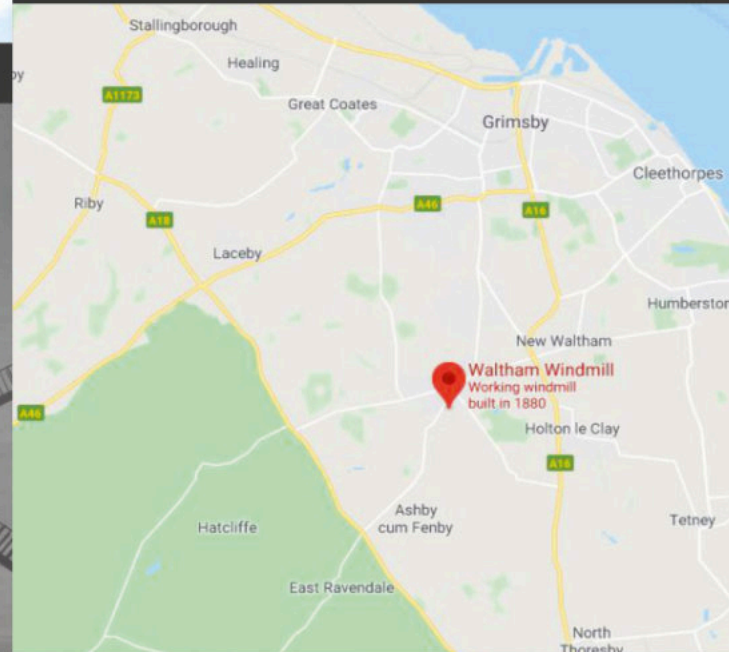 Stallingborough
Healing
A1173
Great Coates
Grimsby
Cleethorpes
Riby
A46
A16
A18
Laceby
Humberston
New Waltham
Waltham Windmill
Working windmill
built in 1880
A46
Holton le Clay
A16
Ashby
cum Fenby
Hatcliffe
Tetney
East Ravendale
North
Thoresby